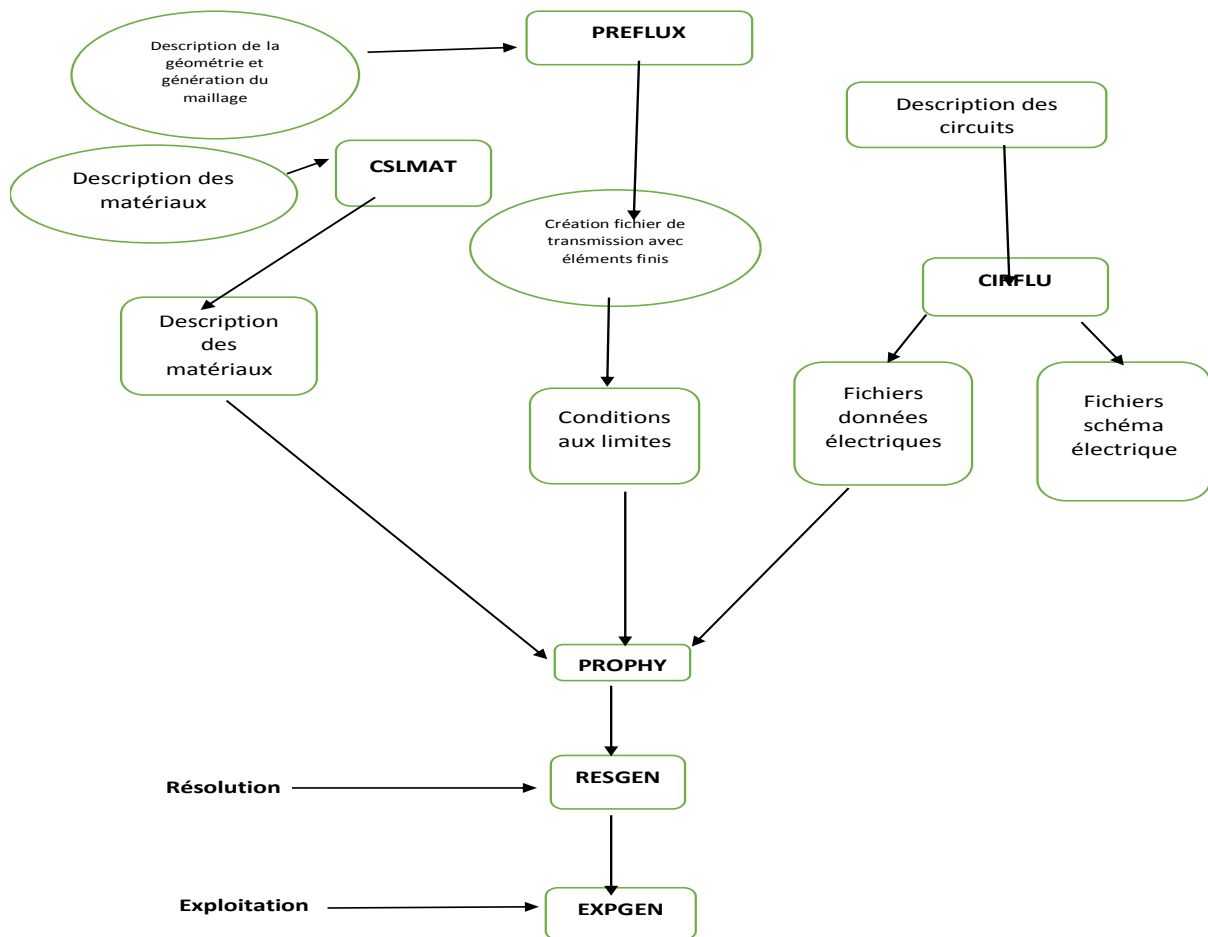 Description de la
géométrie et
génération du
maillage
PREFLUX
Description des
circuits
Description des
matériaux
CSLMAT
Création fichier de
transmission avec
éléments finis
CIRFLU
Description
des
matériaux
Conditions
aux limites
Fichiers
données
électriques
Fichiers
schéma
électrique
PROPHY
Résolution
RESGEN
Exploitation
EXPGEN